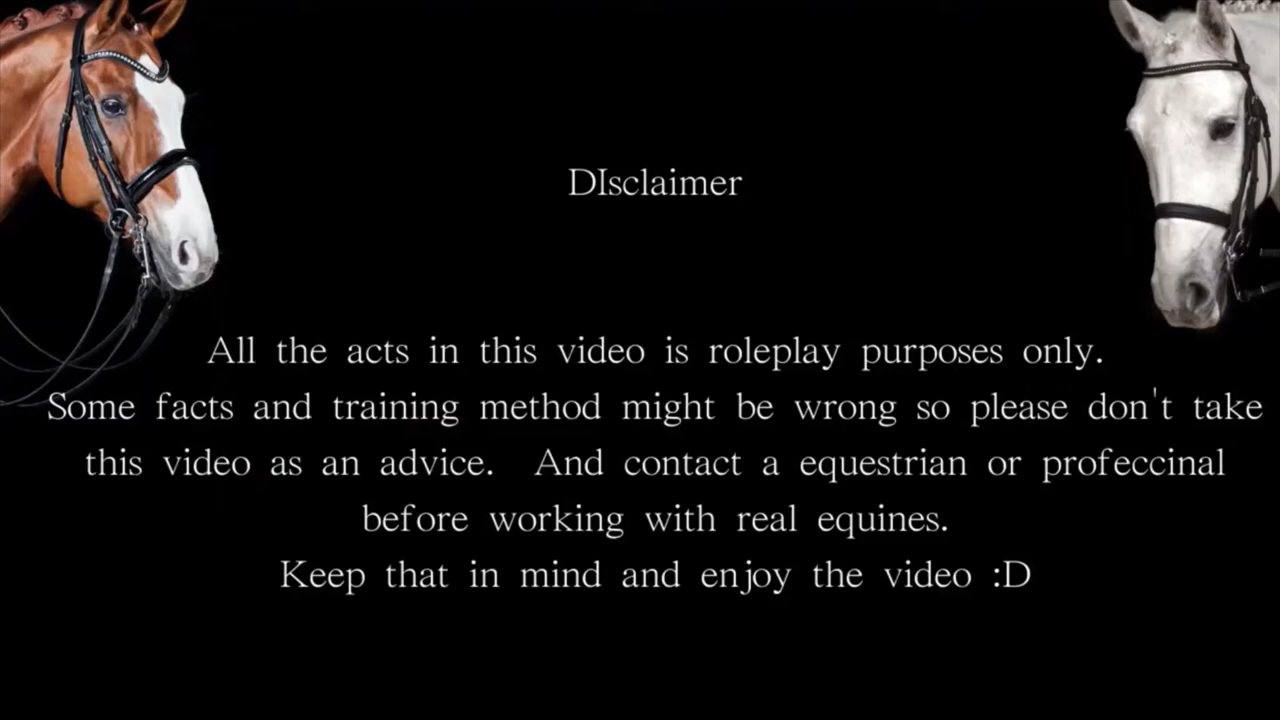 DIsclaimer
All the acts in this video is roleplay purposes only.
Some facts and training method might be wrong so please don't take
this video as an advice. And contact a equestrian or profeccinal
before working with real equines.
Keep that in mind and enjoy the video :D